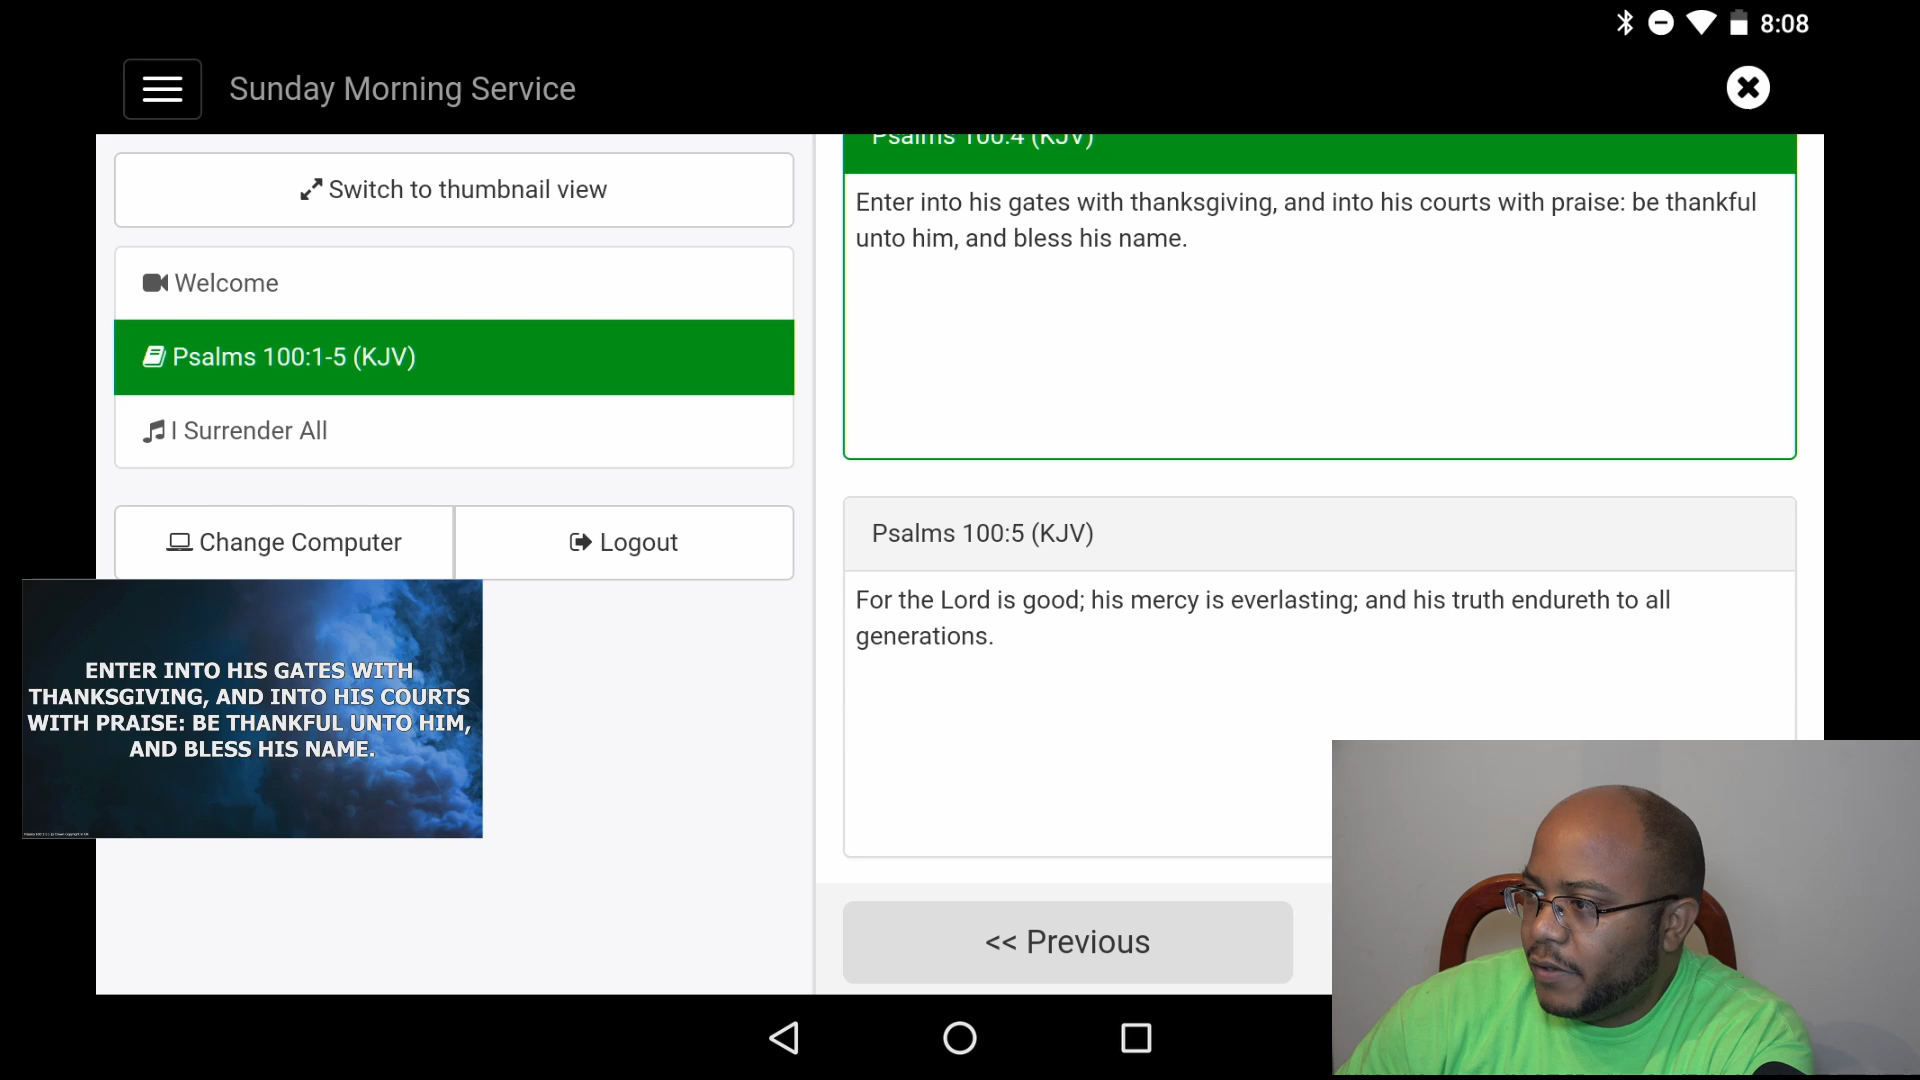 8:08
Sunday Morning Service
Switch to thumbnail view
Welcome
Psalms 100:1-5 (KJV)
I Surrender All
Change Computer
Logout
Psalms 100:4 (KJV)
Enter into his gates with thanksgiving, and into his courts with praise: be thankful
unto him, and bless his name.
Psalms 100:5 (KJV)
For the Lord is good; his mercy is everlasting; and his truth endureth to all
generations.
<< Previous
ENTER INTO HIS GATES WITH
THANKSGIVING, AND INTO HIS COURTS
WITH PRAISE: BE THANKFUL UNTO HIM,
AND BLESS HIS NAME.